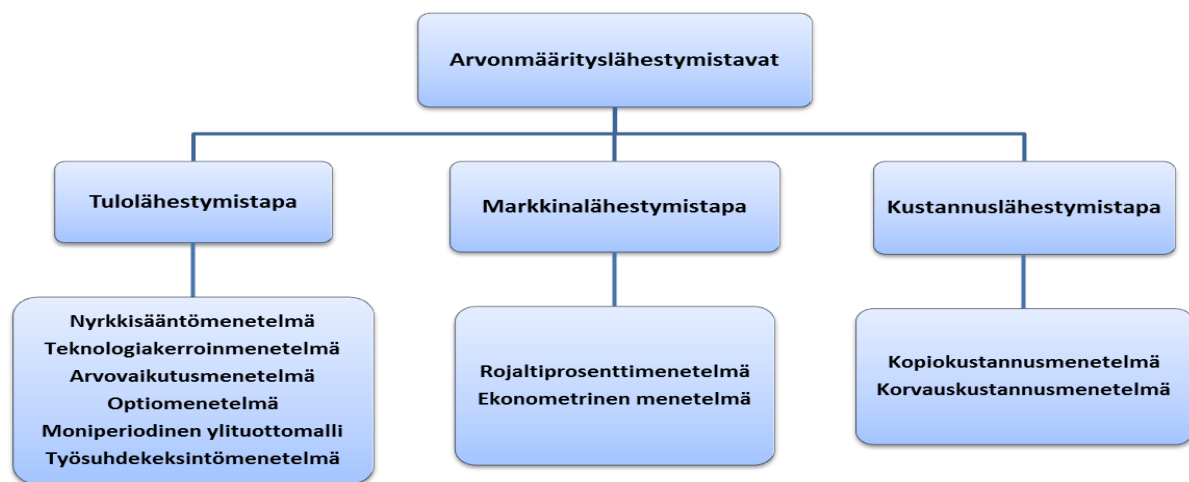 Arvonmäärityslähestymistavat
Tulolähestymistapa
Markkinalähestymistapa
Kustannuslähestymistapa
Nyrkkisääntömenetelmä
Teknologiakerroinmenetelmä
Arvovaikutusmenetelmä
Optiomenetelmä
Moniperiodinen ylituottomalli
Työsuhdekeksintömenetelmä
Rojaltiprosenttimenetelmä
Ekonometrinen menetelmä
Kopiokustannusmenetelmä
Korvauskustannusmenetelmä